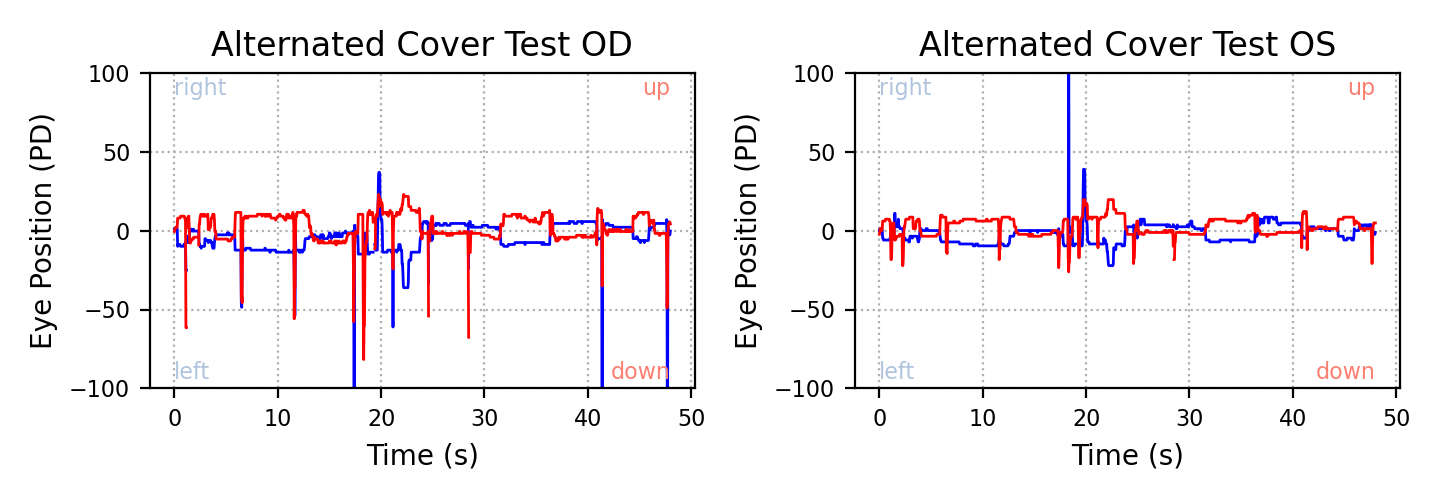 Alternated Cover Test OD
100
50
0
−50
−100
Eye Position (PD)
right
up
left
down
0
10
20
30
40
50
Time (s)
Alternated Cover Test OS
100
50
0
−50
−100
Eye Position (PD)
right
up
left
down
0
10
20
30
40
50
Time (s)